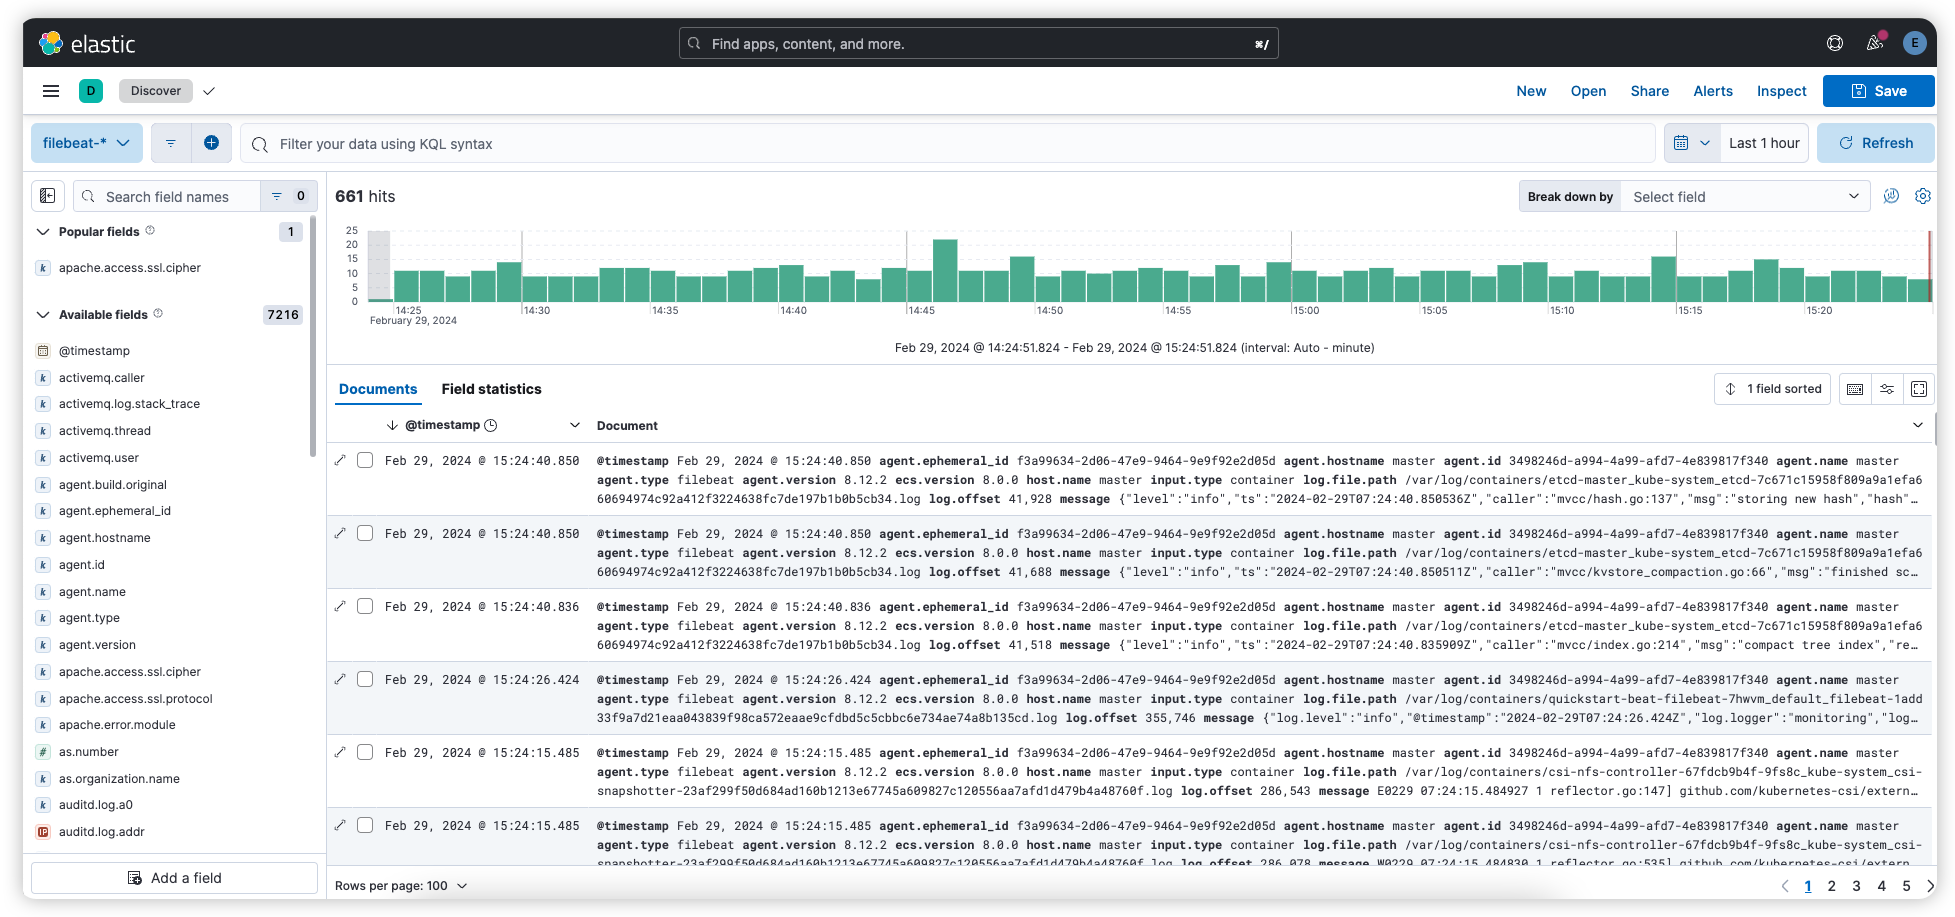 elastic
Find apps, content, and more.
⌘/
E
D
Discover
New
Open
Share
Alerts
Inspect
Save
filebeat-*
Filter your data using KQL syntax
Last 1 hour
Refresh
Search field names
0
Popular fields
1
k apache.access.ssl.cipher
Available fields
7216
@timestamp
k activemq.caller
k activemq.log.stack_trace
k activemq.thread
k activemq.user
k agent.build.original
k agent.ephemeral_id
k agent.hostname
k agent.id
k agent.name
k agent.type
k agent.version
k apache.access.ssl.cipher
k apache.access.ssl.protocol
k apache.error.module
# as.number
k as.organization.name
k auditd.log.a0
IP auditd.log.addr
Add a field
661 hits
Break down by
Select field
25
20
15
10
5
0
14:25
14:30
14:35
14:40
14:45
14:50
14:55
15:00
15:05
15:10
15:15
15:20
February 29, 2024
Feb 29, 2024 @ 14:24:51.824 - Feb 29, 2024 @ 15:24:51.824 (interval: Auto - minute)
Documents
Field statistics
1 field sorted
@timestamp
Document
Feb 29, 2024 @ 15:24:40.850
@timestamp Feb 29, 2024 @ 15:24:40.850 agent.ephemeral_id f3a99634-2d06-47e9-9464-9e9f92e2d05d agent.hostname master agent.id 3498246d-a994-4a99-afd7-4e839817f340 agent.name master
agent.type filebeat agent.version 8.12.2 ecs.version 8.0.0 host.name master input.type container log.file.path /var/log/containers/etcd-master_kube-system_etcd-7c671c15958f809a9a1efa6
60694974c92a412f3224638fc7de197b1b0b5cb34.log log.offset 41,928 message {"level":"info","ts":"2024-02-29T07:24:40.850536Z","caller":"mvcc/hash.go:137","msg":"storing new hash","hash"…
Feb 29, 2024 @ 15:24:40.850
@timestamp Feb 29, 2024 @ 15:24:40.850 agent.ephemeral_id f3a99634-2d06-47e9-9464-9e9f92e2d05d agent.hostname master agent.id 3498246d-a994-4a99-afd7-4e839817f340 agent.name master
agent.type filebeat agent.version 8.12.2 ecs.version 8.0.0 host.name master input.type container log.file.path /var/log/containers/etcd-master_kube-system_etcd-7c671c15958f809a9a1efa6
60694974c92a412f3224638fc7de197b1b0b5cb34.log log.offset 41,688 message {"level":"info","ts":"2024-02-29T07:24:40.850511Z","caller":"mvcc/kvstore_compaction.go:66","msg":"finished sc…
Feb 29, 2024 @ 15:24:40.836
@timestamp Feb 29, 2024 @ 15:24:40.836 agent.ephemeral_id f3a99634-2d06-47e9-9464-9e9f92e2d05d agent.hostname master agent.id 3498246d-a994-4a99-afd7-4e839817f340 agent.name master
agent.type filebeat agent.version 8.12.2 ecs.version 8.0.0 host.name master input.type container log.file.path /var/log/containers/etcd-master_kube-system_etcd-7c671c15958f809a9a1efa6
60694974c92a412f3224638fc7de197b1b0b5cb34.log log.offset 41,518 message {"level":"info","ts":"2024-02-29T07:24:40.835909Z","caller":"mvcc/index.go:214","msg":"compact tree index","re…
Feb 29, 2024 @ 15:24:26.424
@timestamp Feb 29, 2024 @ 15:24:26.424 agent.ephemeral_id f3a99634-2d06-47e9-9464-9e9f92e2d05d agent.hostname master agent.id 3498246d-a994-4a99-afd7-4e839817f340 agent.name master
agent.type filebeat agent.version 8.12.2 ecs.version 8.0.0 host.name master input.type container log.file.path /var/log/containers/quickstart-beat-filebeat-7hwvm_default_filebeat-1add
33f9a7d21eaa043839f98ca572eaae9cfdbd5c5cbbc6e734ae74a8b135cd.log log.offset 355,746 message {"log.level":"info","@timestamp":"2024-02-29T07:24:26.424Z","log.logger":"monitoring","log…
Feb 29, 2024 @ 15:24:15.485
@timestamp Feb 29, 2024 @ 15:24:15.485 agent.ephemeral_id f3a99634-2d06-47e9-9464-9e9f92e2d05d agent.hostname master agent.id 3498246d-a994-4a99-afd7-4e839817f340 agent.name master
agent.type filebeat agent.version 8.12.2 ecs.version 8.0.0 host.name master input.type container log.file.path /var/log/containers/csi-nfs-controller-67fdcb9b4f-9fs8c_kube-system_csi-
snapshotter-23af299f50d684ad160b1213e67745a609827c120556aa7afd1d479b4a48760f.log log.offset 286,543 message E0229 07:24:15.484927 1 reflector.go:147] github.com/kubernetes-csi/extern…
Feb 29, 2024 @ 15:24:15.485
@timestamp Feb 29, 2024 @ 15:24:15.485 agent.ephemeral_id f3a99634-2d06-47e9-9464-9e9f92e2d05d agent.hostname master agent.id 3498246d-a994-4a99-afd7-4e839817f340 agent.name master
agent.type filebeat agent.version 8.12.2 ecs.version 8.0.0 host.name master input.type container log.file.path /var/log/containers/csi-nfs-controller-67fdcb9b4f-9fs8c_kube-system_csi-
snapshotter-23af299f50d684ad160b1213e67745a609827c120556aa7afd1d479b4a48760f.log log.offset 286,078 message W0229 07:24:15.484830 1 reflector.go:535] github.com/kubernetes-csi/extern…
Rows per page: 100
1 2 3 4 5